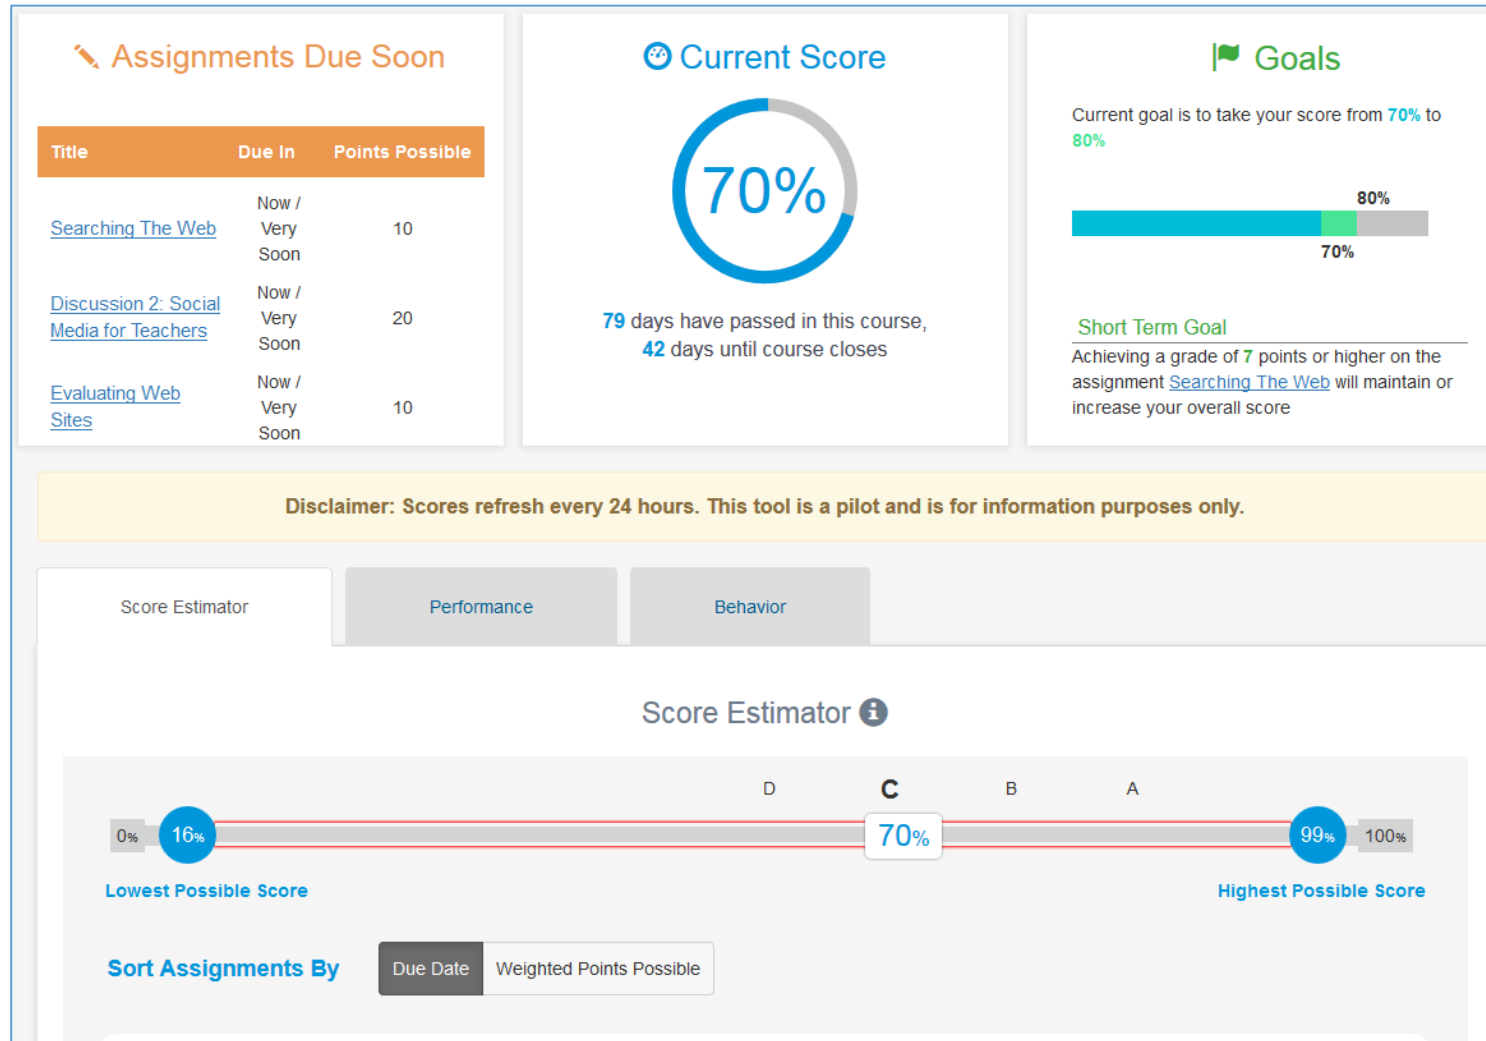 Assignments Due Soon
Title Due In Points Possible
Searching The Web
Now /
Very
Soon
10
Discussion 2: Social
Media for Teachers
Now /
Very
Soon
20
Evaluating Web
Sites
Now /
Very
Soon
10
Current Score
70%
79 days have passed in this course,
42 days until course closes
Goals
Current goal is to take your score from 70% to
80%
80%
70%
Short Term Goal
Achieving a grade of 7 points or higher on the
assignment Searching The Web will maintain or
increase your overall score
Disclaimer: Scores refresh every 24 hours. This tool is a pilot and is for information purposes only.
Score Estimator Performance Behavior
Score Estimator
D C B A
0% 16% 70% 99% 100%
Lowest Possible Score Highest Possible Score
Sort Assignments By Due Date Weighted Points Possible